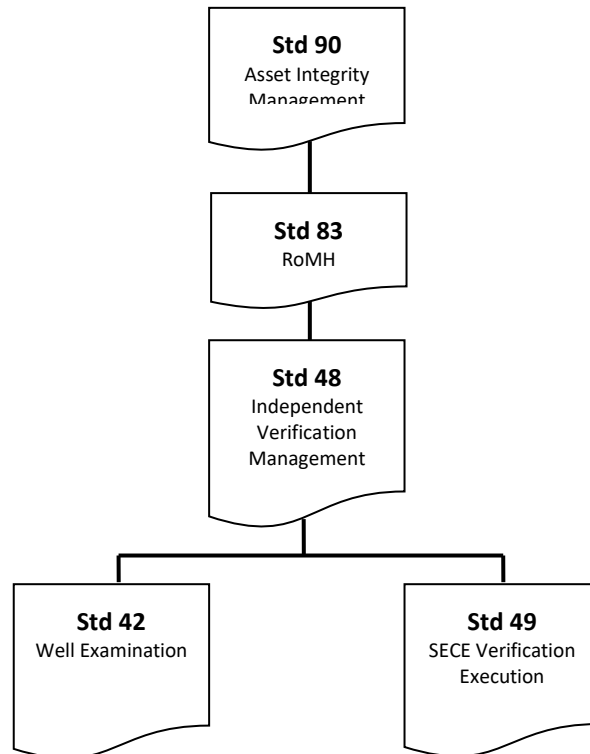 Std 90
Asset Integrity
Management
Std 83
RoMH
Std 48
Independent
Verification
Management
Std 42
Well Examination
Std 49
SECE Verification
Execution